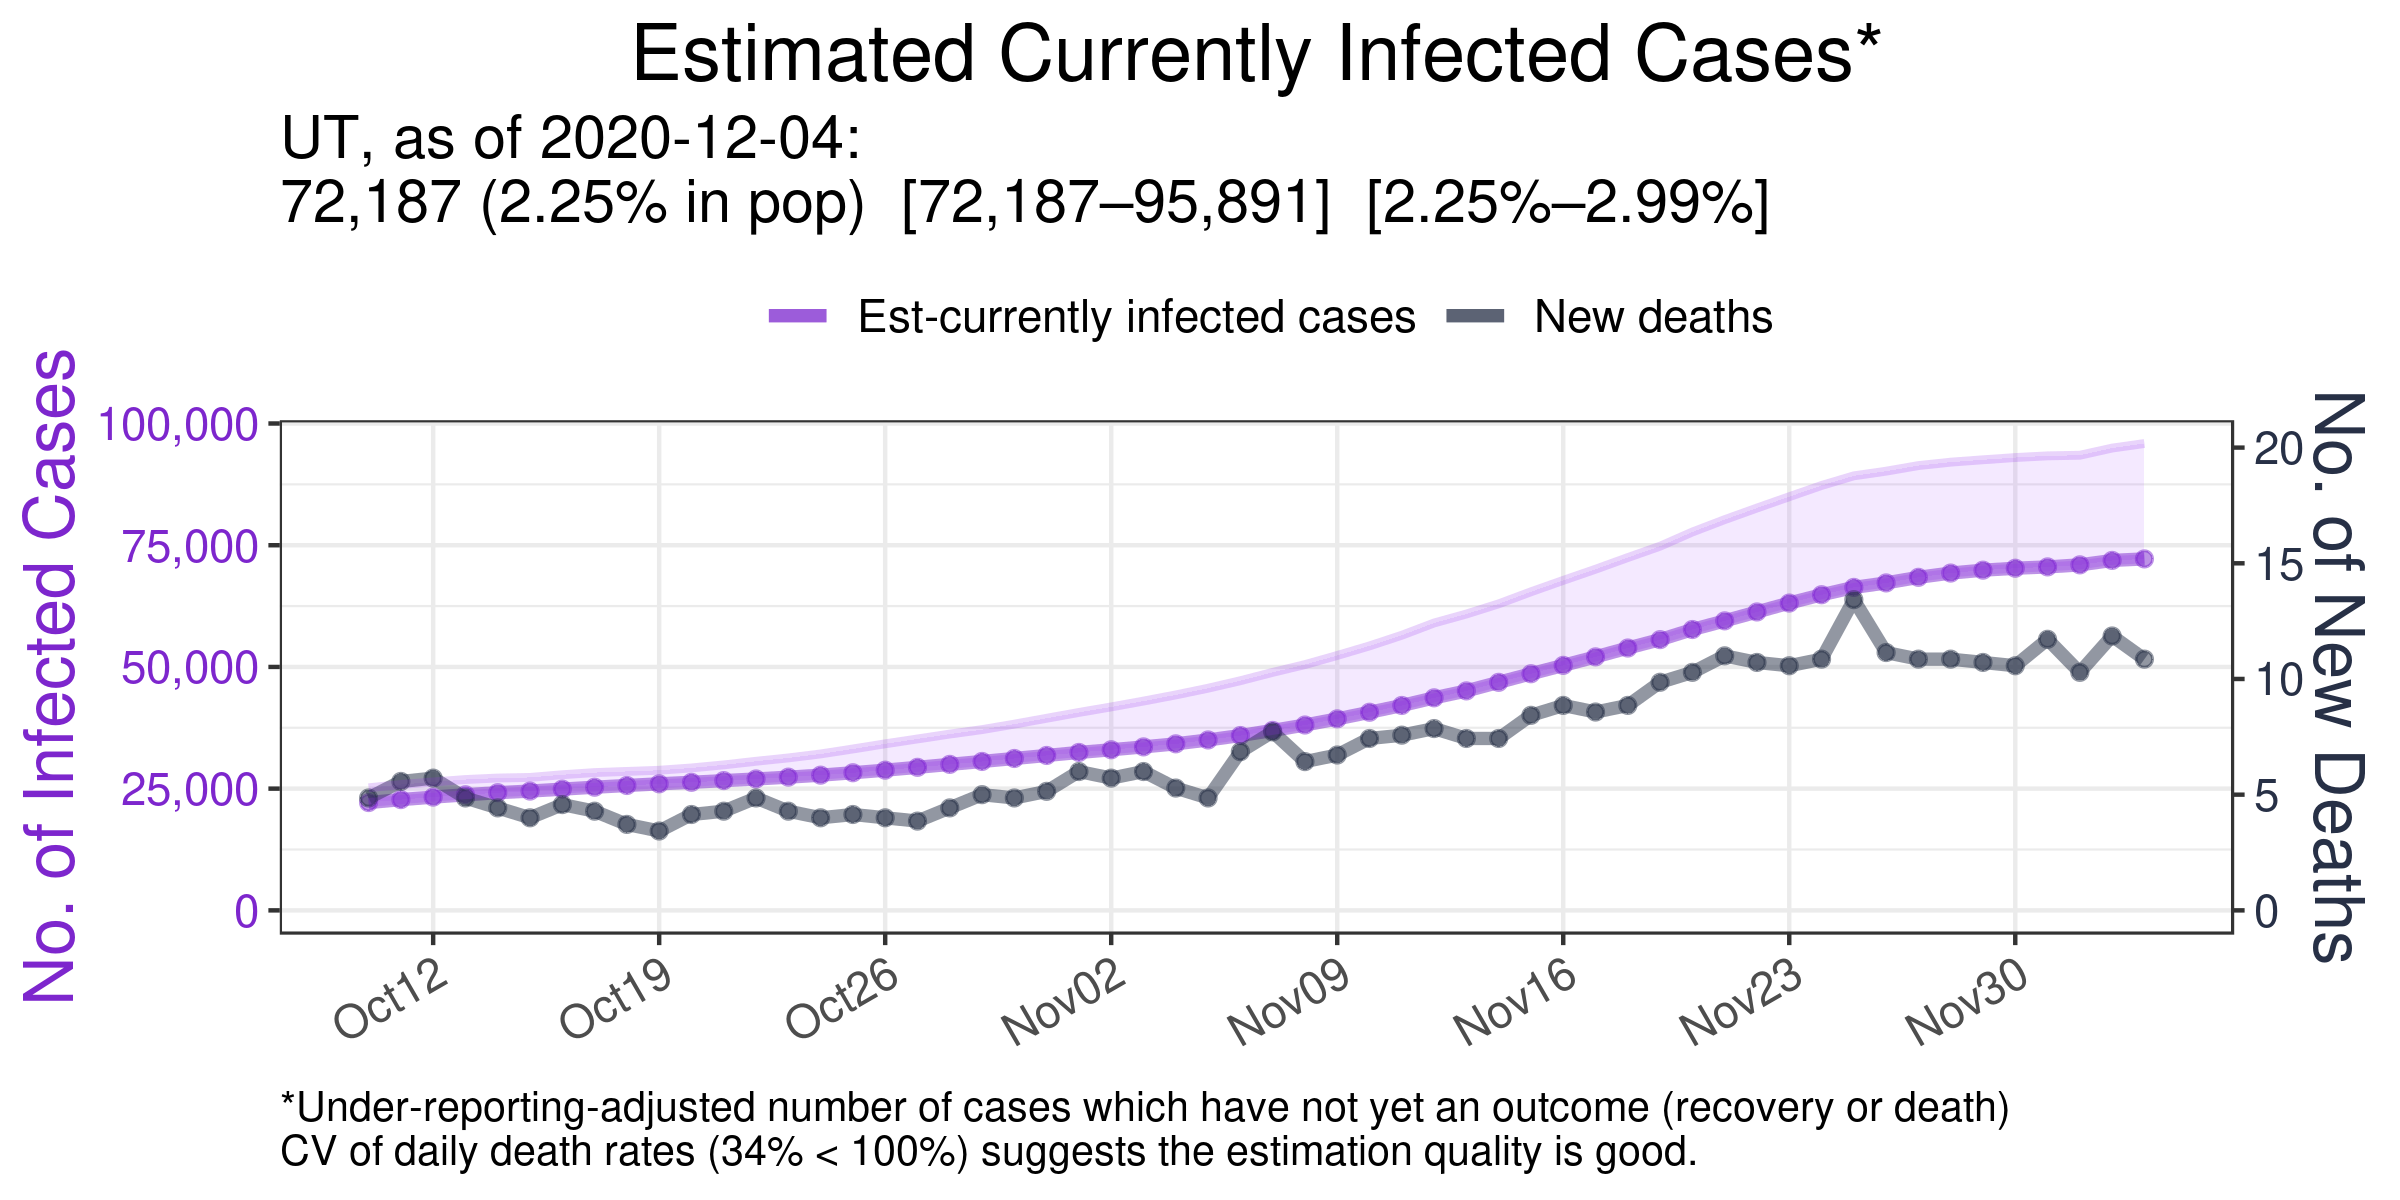 Estimated Currently Infected Cases*
UT, as of 2020-12-04:
72,187 (2.25% in pop)  [72,187–95,891]  [2.25%–2.99%]
Est-currently infected cases
New deaths
No. of Infected Cases
100,000
75,000
50,000
25,000
0
20
15
10
5
0
No. of New Deaths
Oct12
Oct19
Oct26
Nov02
Nov09
Nov16
Nov23
Nov30
*Under-reporting-adjusted number of cases which have not yet an outcome (recovery or death)
CV of daily death rates (34% < 100%) suggests the estimation quality is good.